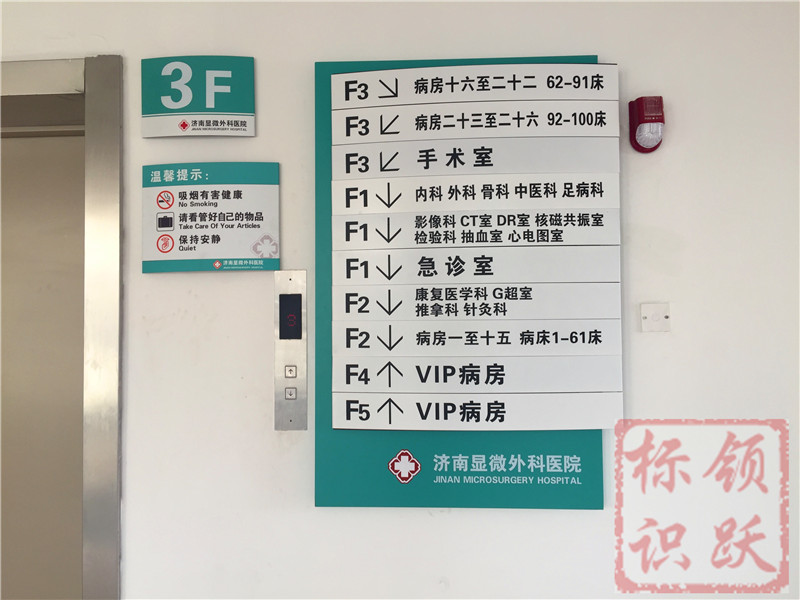 3F
济南显微外科医院
JINAN MICROSURGERY HOSPITAL
温馨提示:
吸烟有害健康
No Smoking
请看管好自己的物品
Take Care Of Your Articles
保持安静
Quiet
济南显微外科医院
F3 ↘ 病房十六至二十二 62-91床
F3 ↙ 病房二十三至二十六 92-100床
F3 ↙ 手术室
F1 ↓ 内科 外科 骨科 中医科 足病科
F1 ↓ 影像科 CT室 DR室 核磁共振室
检验科 抽血室 心电图室
F1 ↓ 急诊室
F2 ↓ 康复医学科 G超室
推拿科 针灸科
F2 ↓ 病房一至十五 病床1-61床
F4 ↑ VIP病房
F5 ↑ VIP病房
济南显微外科医院
JINAN MICROSURGERY HOSPITAL
标领
识跃